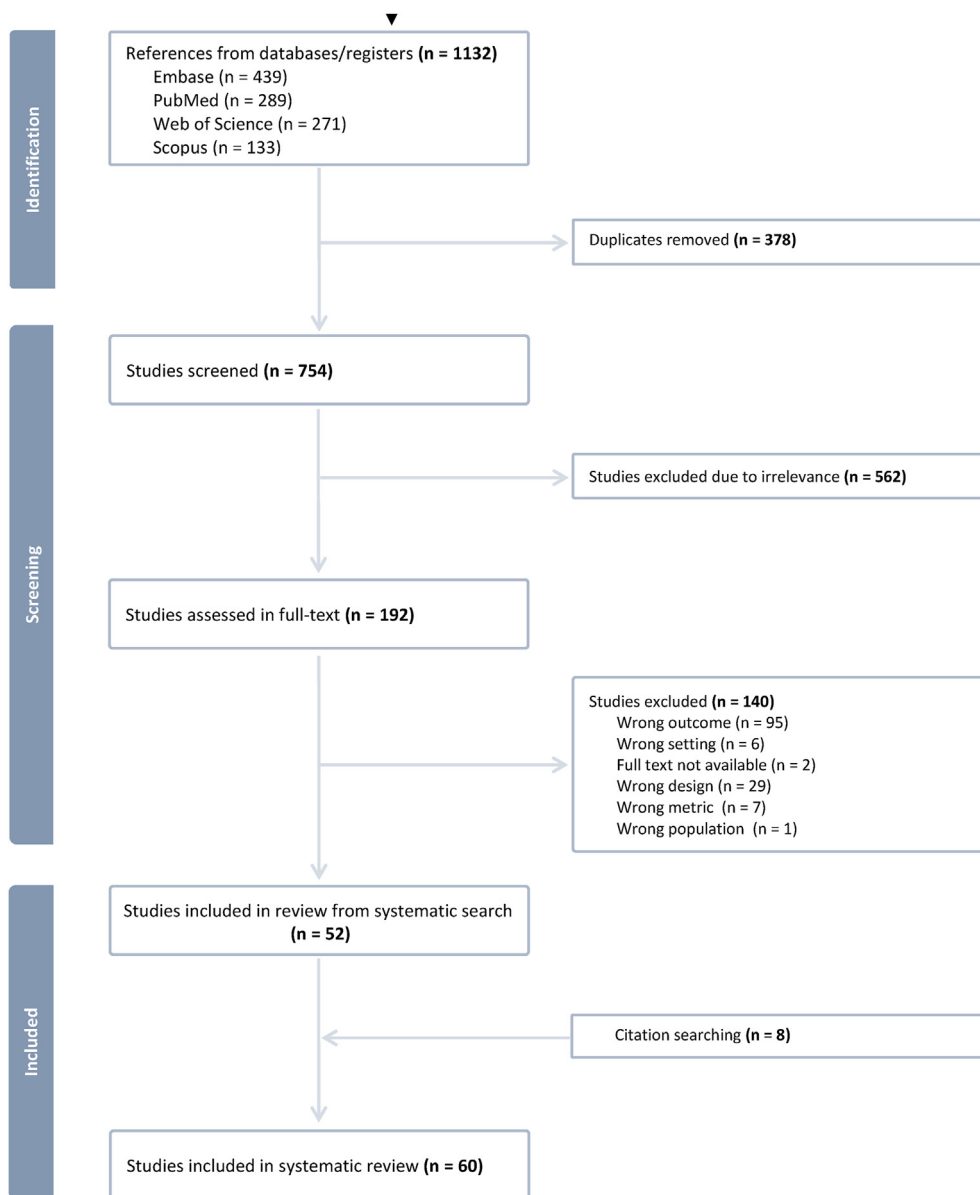 Identification
References from databases/registers (n = 1132)
Embase (n = 439)
PubMed (n = 289)
Web of Science (n = 271)
Scopus (n = 133)
Duplicates removed (n = 378)
Screening
Studies screened (n = 754)
Studies excluded due to irrelevance (n = 562)
Studies assessed in full-text (n = 192)
Studies excluded (n = 140)
Wrong outcome (n = 95)
Wrong setting (n = 6)
Full text not available (n = 2)
Wrong design (n = 29)
Wrong metric (n = 7)
Wrong population (n = 1)
Included
Studies included in review from systematic search
(n = 52)
Citation searching (n = 8)
Studies included in systematic review (n = 60)